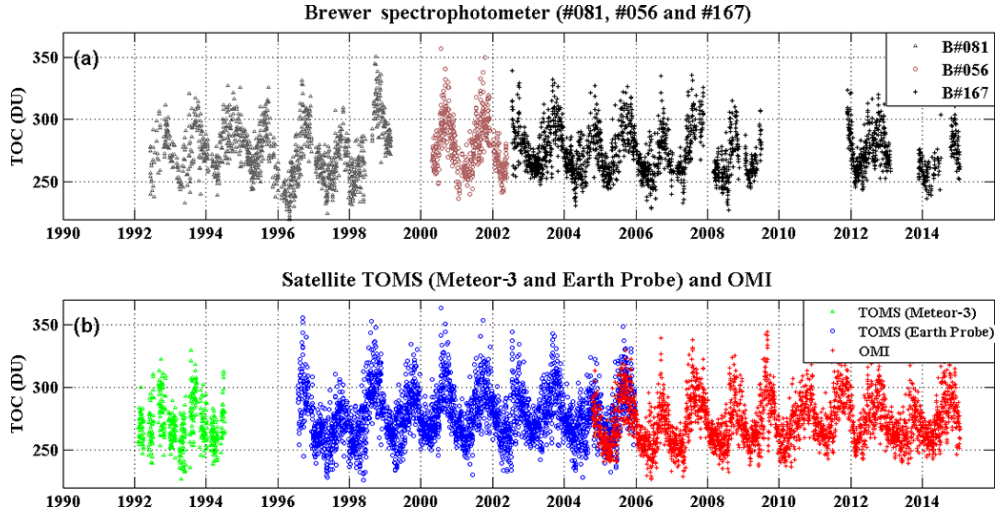 Brewer spectrophotometer (#081, #056 and #167)
(a)
TOC (DU)
350
300
250
B#081
B#056
B#167
1990 1992 1994 1996 1998 2000 2002 2004 2006 2008 2010 2012 2014
Satellite TOMS (Meteor-3 and Earth Probe) and OMI
(b)
TOC (DU)
350
300
250
TOMS (Meteor-3)
TOMS (Earth Probe)
OMI
1990 1992 1994 1996 1998 2000 2002 2004 2006 2008 2010 2012 2014